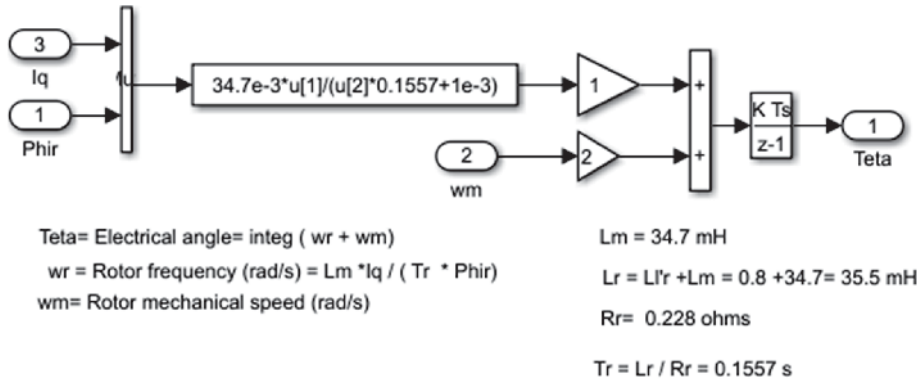 3
Iq
1
Phir
34.7e-3*u[1]/(u[2]*0.1557+1e-3)
1
2
wm
2
+
+
K Ts
z-1
1
Teta
Teta= Electrical angle= integ ( wr + wm)
wr = Rotor frequency (rad/s) = Lm *Iq / ( Tr * Phir)
wm= Rotor mechanical speed (rad/s)
Lm = 34.7 mH
Lr = Ll'r +Lm = 0.8 +34.7= 35.5 mH
Rr= 0.228 ohms
Tr = Lr / Rr = 0.1557 s